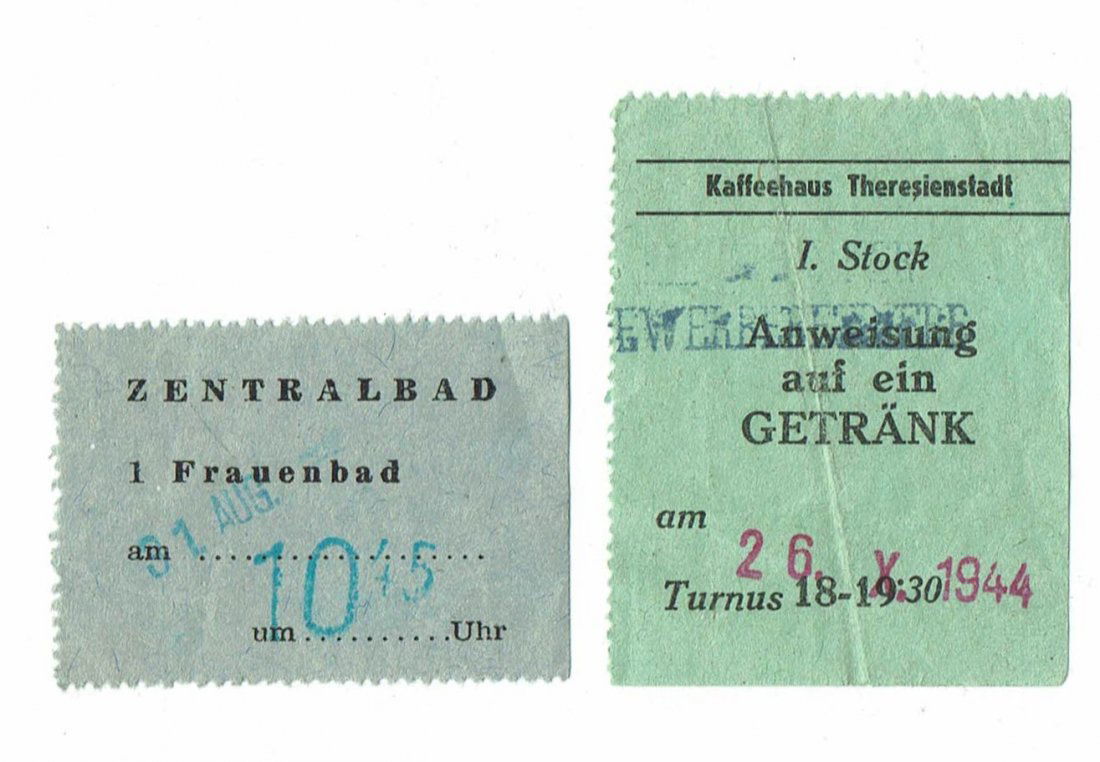 ZENTRALBAD
1 Frauenbad
31. AUG.
am ....................
10 45
um ..........Uhr
Kaffeehaus Theresienstadt
I. Stock
Anweisung
auf ein
GETRÄNK
am
26. X. 1944
Turnus 18-19:30